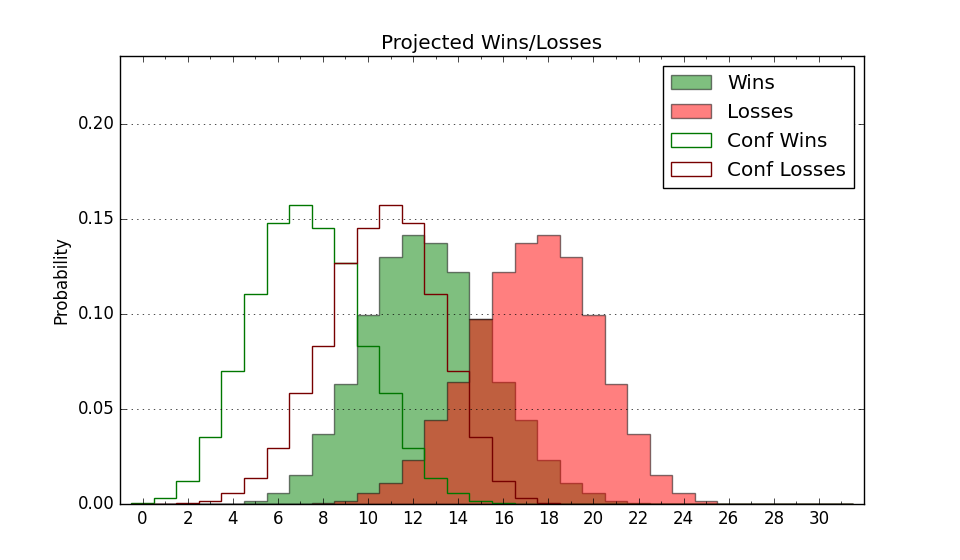 Projected Wins/Losses
Wins
Losses
Conf Wins
Conf Losses
Probability
0.20
0.15
0.10
0.05
0.00
0 2 4 6 8 10 12 14 16 18 20 22 24 26 28 30